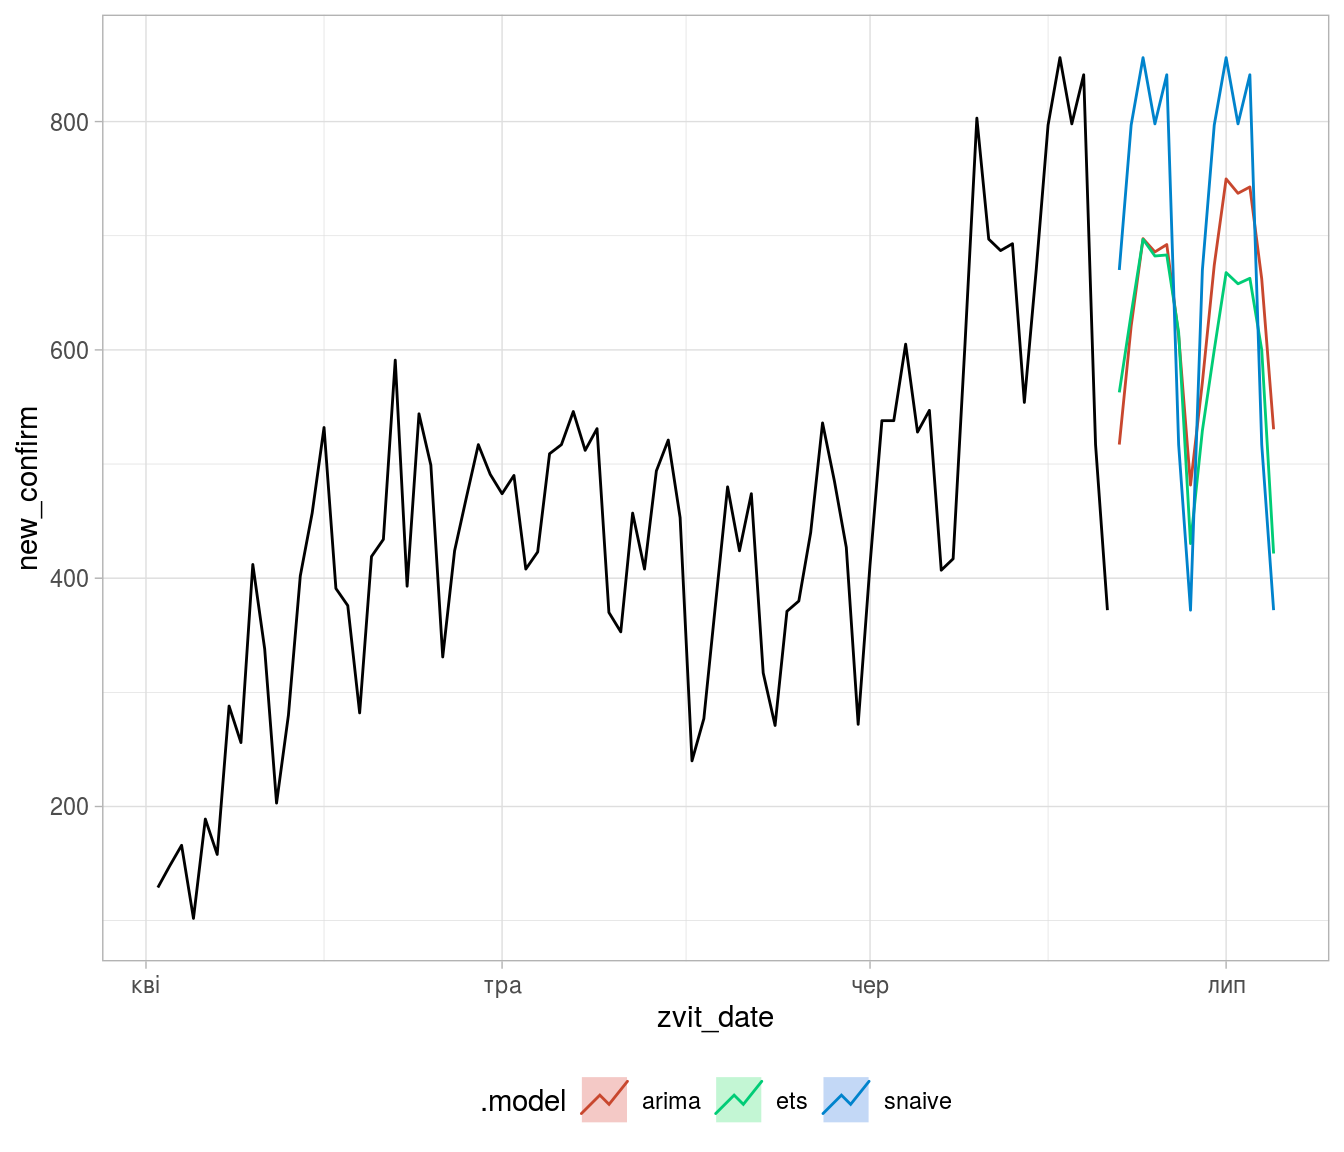 800
600
400
200
new_confirm
кві тра чер лип
zvit_date
.model arima ets snaive